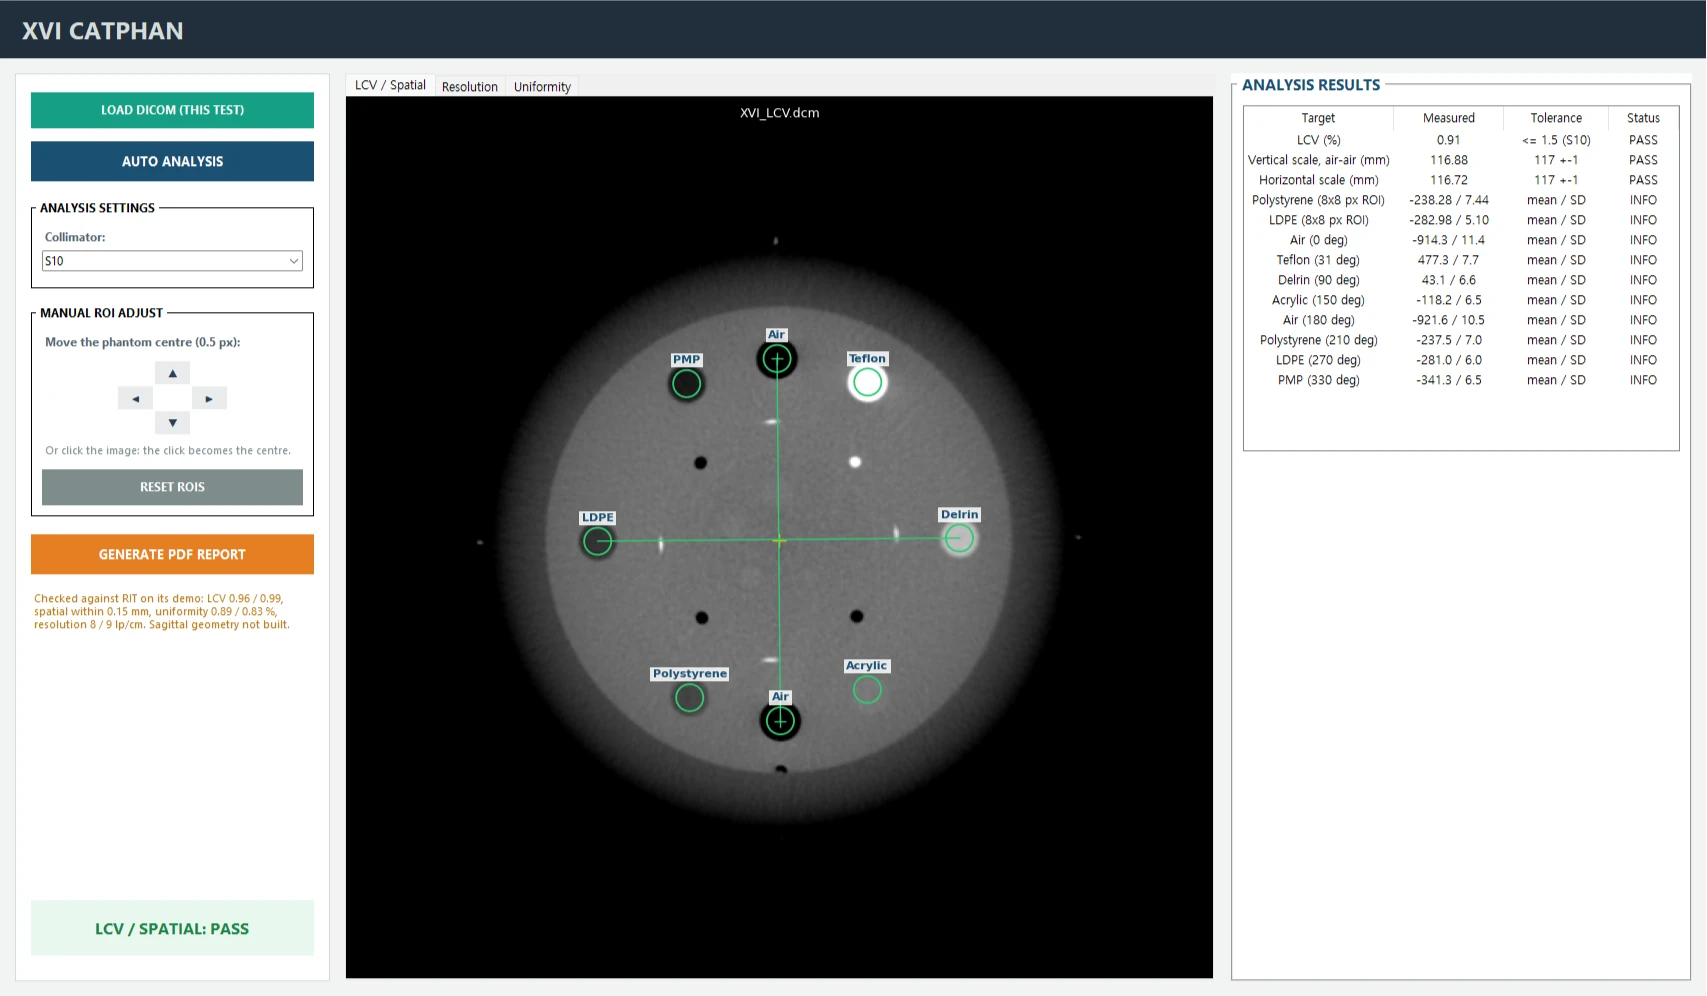 XVI CATPHAN
LOAD DICOM (THIS TEST)
AUTO ANALYSIS
ANALYSIS SETTINGS
Collimator:
S10
MANUAL ROI ADJUST
Move the phantom centre (0.5 px):
▲
◄ ►
▼
Or click the image: the click becomes the centre.
RESET ROIS
GENERATE PDF REPORT
Checked against RIT on its demo: LCV 0.96 / 0.99,
spatial within 0.15 mm, uniformity 0.89 / 0.83 %,
resolution 8 / 9 lp/cm. Sagittal geometry not built.
LCV / SPATIAL: PASS
LCV / Spatial Resolution Uniformity
XVI_LCV.dcm
Air
PMP Teflon
LDPE Delrin
Polystyrene Acrylic
Air
ANALYSIS RESULTS
Target Measured Tolerance Status
LCV (%) 0.91 <= 1.5 (S10) PASS
Vertical scale, air-air (mm) 116.88 117 +-1 PASS
Horizontal scale (mm) 116.72 117 +-1 PASS
Polystyrene (8x8 px ROI) -238.28 / 7.44 mean / SD INFO
LDPE (8x8 px ROI) -282.98 / 5.10 mean / SD INFO
Air (0 deg) -914.3 / 11.4 mean / SD INFO
Teflon (31 deg) 477.3 / 7.7 mean / SD INFO
Delrin (90 deg) 43.1 / 6.6 mean / SD INFO
Acrylic (150 deg) -118.2 / 6.5 mean / SD INFO
Air (180 deg) -921.6 / 10.5 mean / SD INFO
Polystyrene (210 deg) -237.5 / 7.0 mean / SD INFO
LDPE (270 deg) -281.0 / 6.0 mean / SD INFO
PMP (330 deg) -341.3 / 6.5 mean / SD INFO